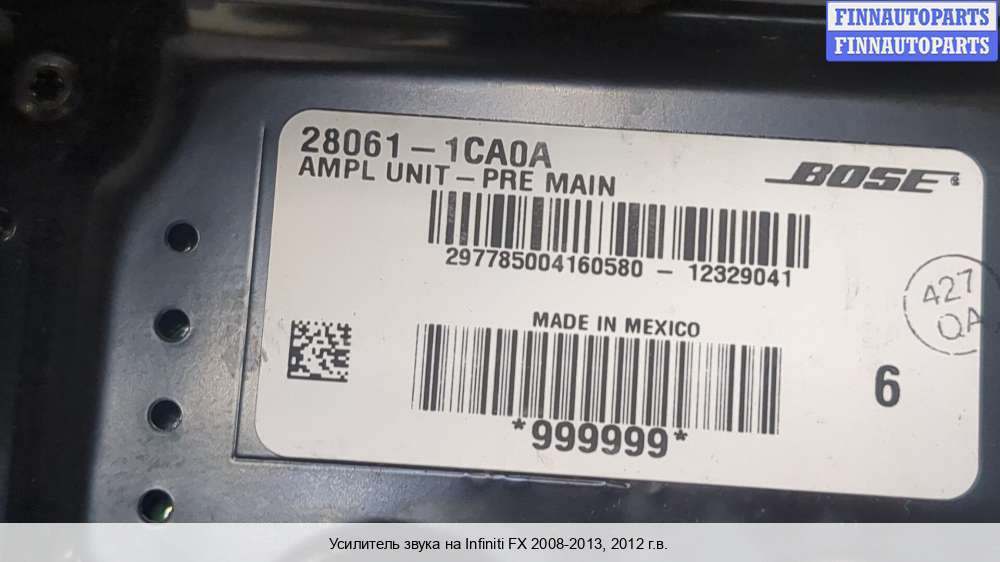 FINNAUTOPARTS
FINNAUTOPARTS
28061-1CA0A
AMPL UNIT-PRE MAIN
BOSE
297785004160580 - 12329041
427
QA
MADE IN MEXICO
6
*999999*
Усилитель звука на Infiniti FX 2008-2013, 2012 г.в.